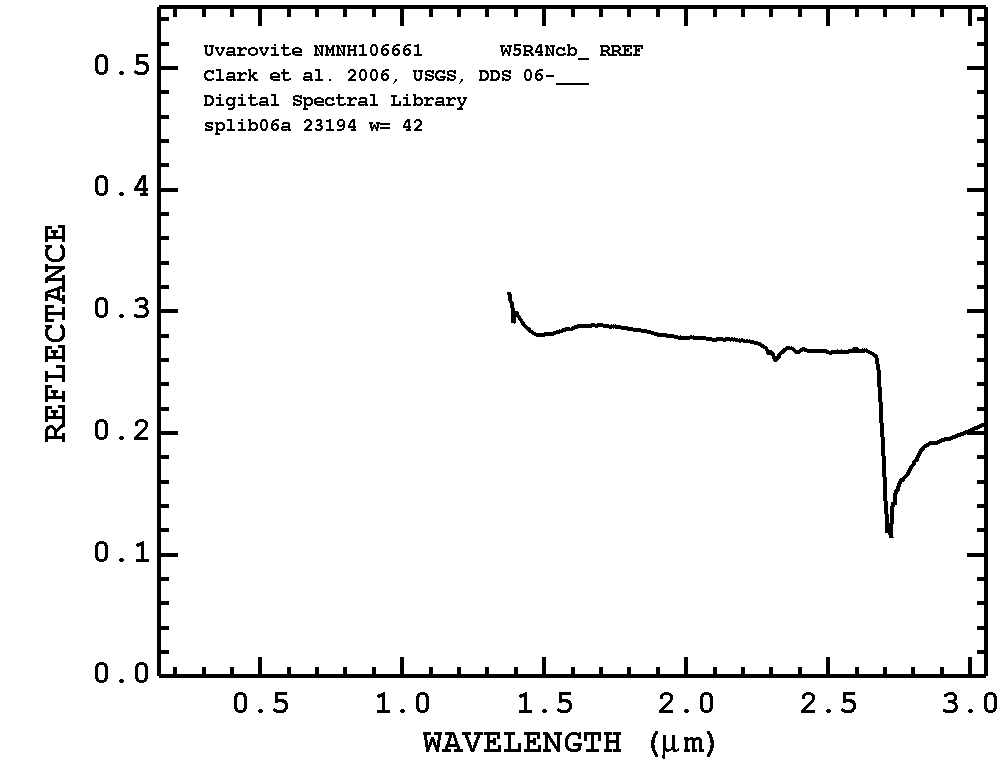 Uvarovite NMNH106661 W5R4Ncb_ RREF
Clark et al. 2006, USGS, DDS 06-___
Digital Spectral Library
splib06a 23194 w= 42
0.5
0.4
0.3
0.2
0.1
0.0
REFLECTANCE
0.5 1.0 1.5 2.0 2.5 3.0
WAVELENGTH (μm)